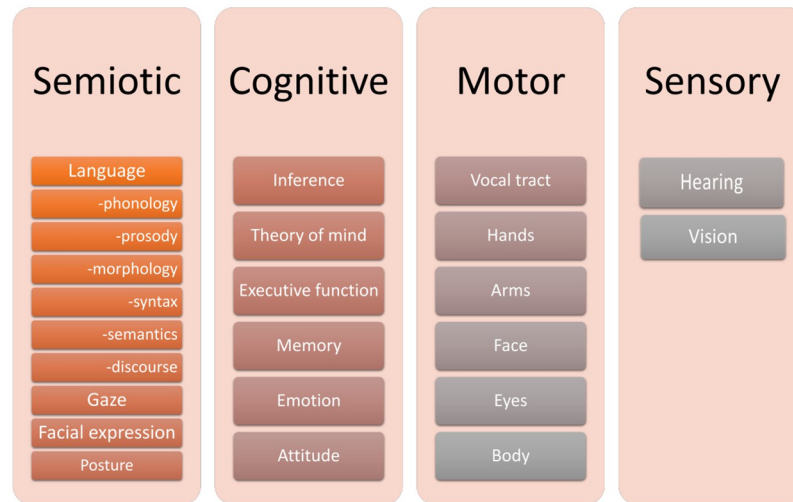 Semiotic
Language
-phonology
-prosody
-morphology
-syntax
-semantics
-discourse
Gaze
Facial expression
Posture
Cognitive
Inference
Theory of mind
Executive function
Memory
Emotion
Attitude
Motor
Vocal tract
Hands
Arms
Face
Eyes
Body
Sensory
Hearing
Vision